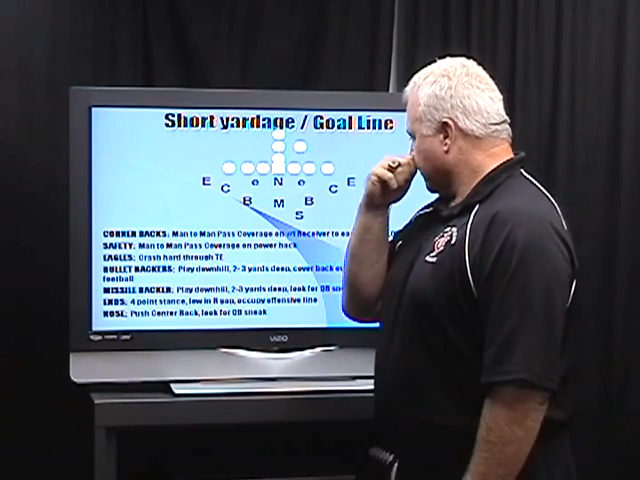 Short yardage / Goal Line
E C e N e C E
B M B
S
CORNER BACKS: Man to Man Pass Coverage on
SAFETY: Man to Man Pass Coverage on power back
EAGLES: Crash hard through TE
BULLET BACKERS: Play downhill, 2-3 yards deep, cover back
football
MISSILE BACKER: Play downhill, 2-3 yards deep, look for QB
ENDS: 4 point stance, low in B gap, occupy offensive line
NOSE: Push Center Back, look for QB sneak
VIZIO